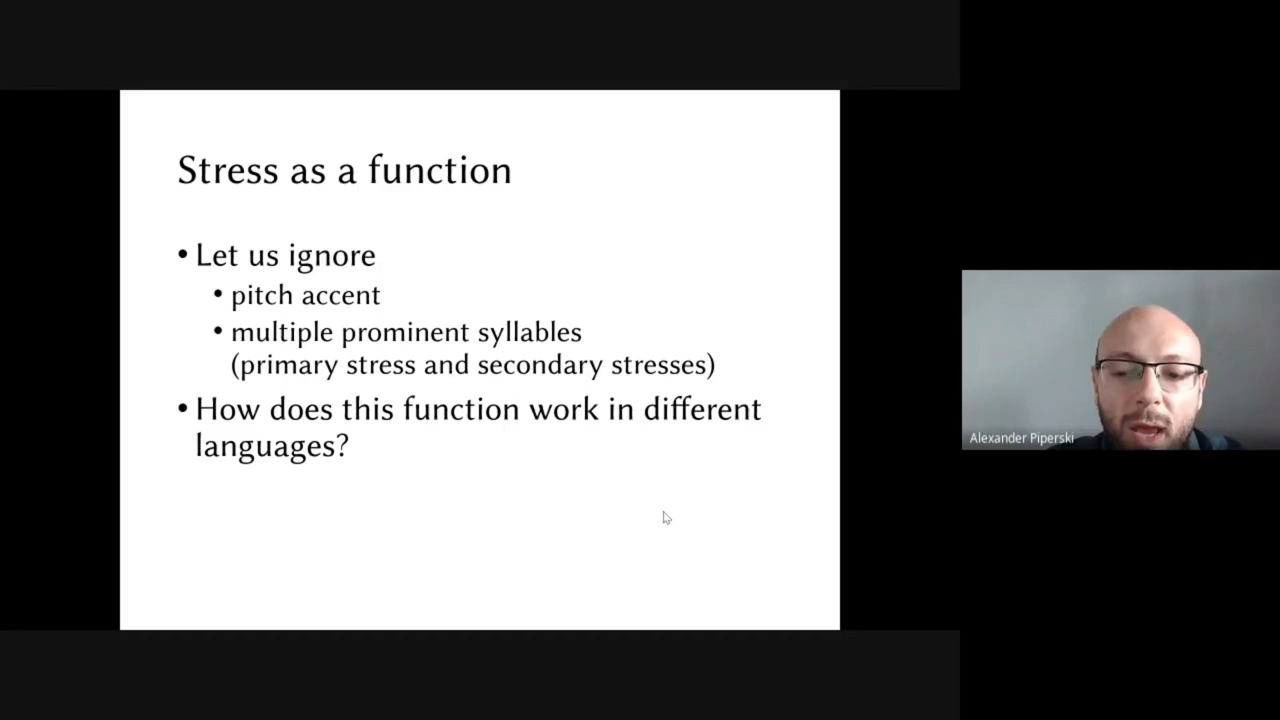 Stress as a function
• Let us ignore
• pitch accent
• multiple prominent syllables
(primary stress and secondary stresses)
• How does this function work in different
languages?
Alexander Piperski